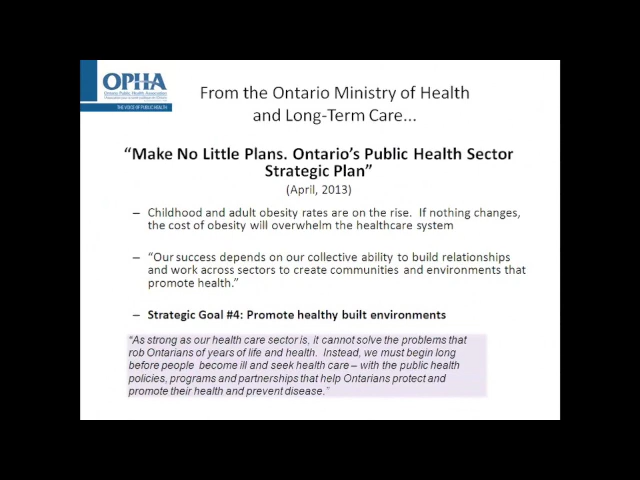 OPHA
Ontario Public Health Association
THE VOICE OF PUBLIC HEALTH
From the Ontario Ministry of Health
and Long-Term Care...
“Make No Little Plans. Ontario’s Public Health Sector
Strategic Plan”
(April, 2013)
– Childhood and adult obesity rates are on the rise. If nothing changes,
the cost of obesity will overwhelm the healthcare system
– “Our success depends on our collective ability to build relationships
and work across sectors to create communities and environments that
promote health.”
– Strategic Goal #4: Promote healthy built environments
“As strong as our health care sector is, it cannot solve the problems that
rob Ontarians of years of life and health. Instead, we must begin long
before people become ill and seek health care – with the public health
policies, programs and partnerships that help Ontarians protect and
promote their health and prevent disease.”